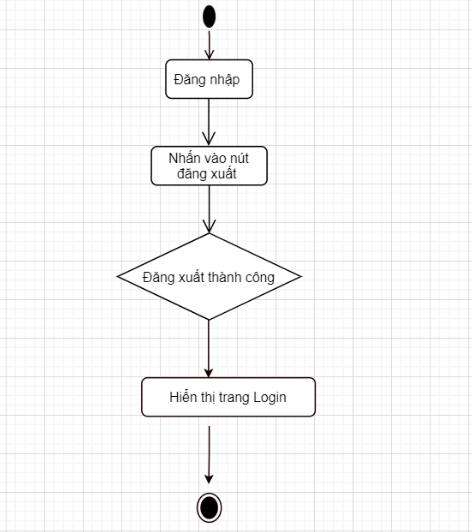 Đăng nhập
Nhấn vào nút
đăng xuất
Đăng xuất thành công
Hiển thị trang Login